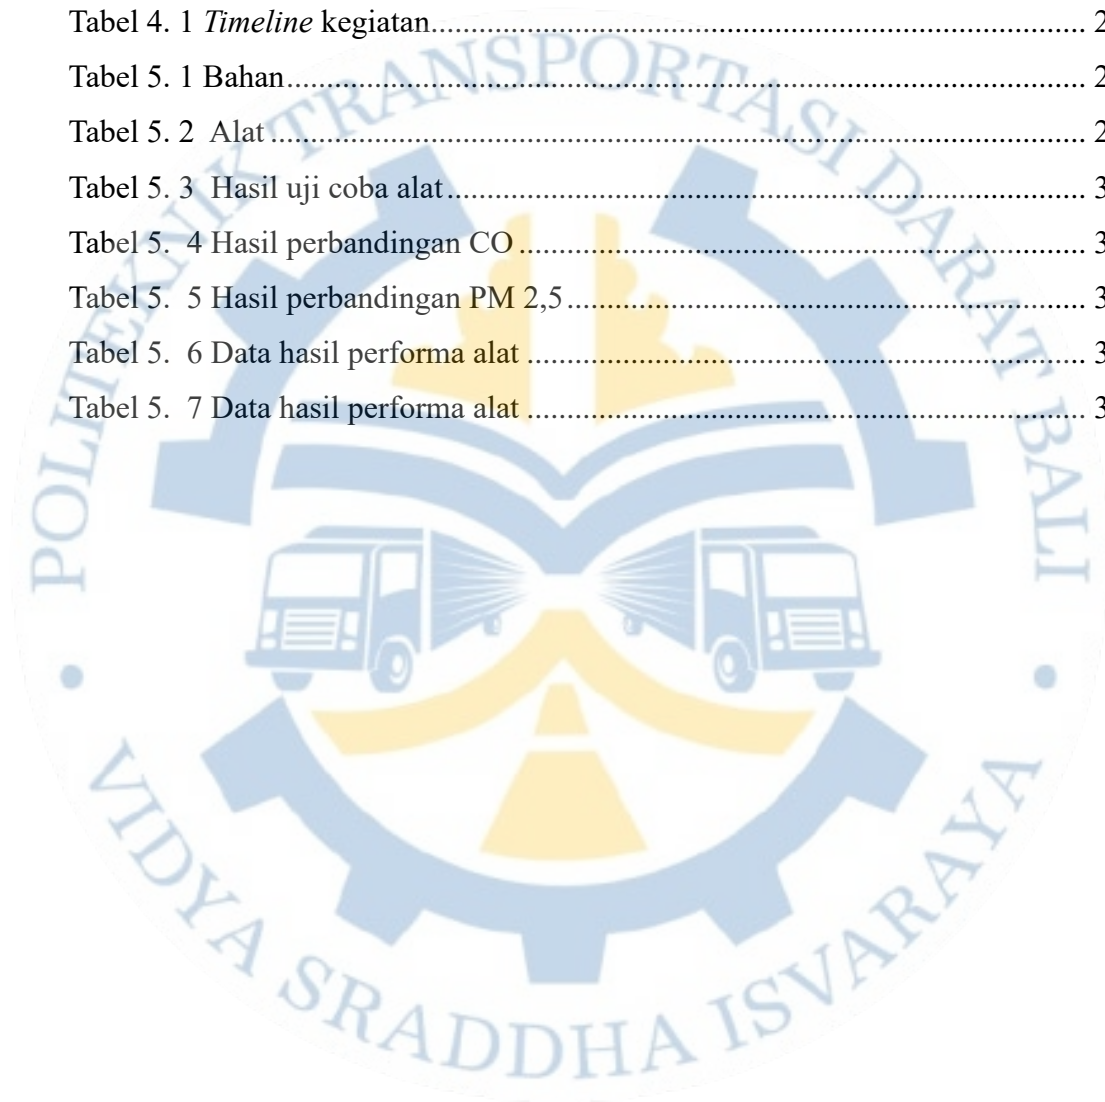 Tabel 4. 1 Timeline kegiatan.................................................................................... 2
Tabel 5. 1 Bahan...................................................................................................... 2
Tabel 5. 2  Alat ........................................................................................................ 2
Tabel 5. 3  Hasil uji coba alat.................................................................................. 3
Tabel 5.  4 Hasil perbandingan CO ......................................................................... 3
Tabel 5.  5 Hasil perbandingan PM 2,5................................................................... 3
Tabel 5.  6 Data hasil performa alat ........................................................................ 3
Tabel 5.  7 Data hasil performa alat ........................................................................ 3
POLITEKNIK TRANSPORTASI DARAT BALI
• VIDYA SRADDHA ISVARAYA •